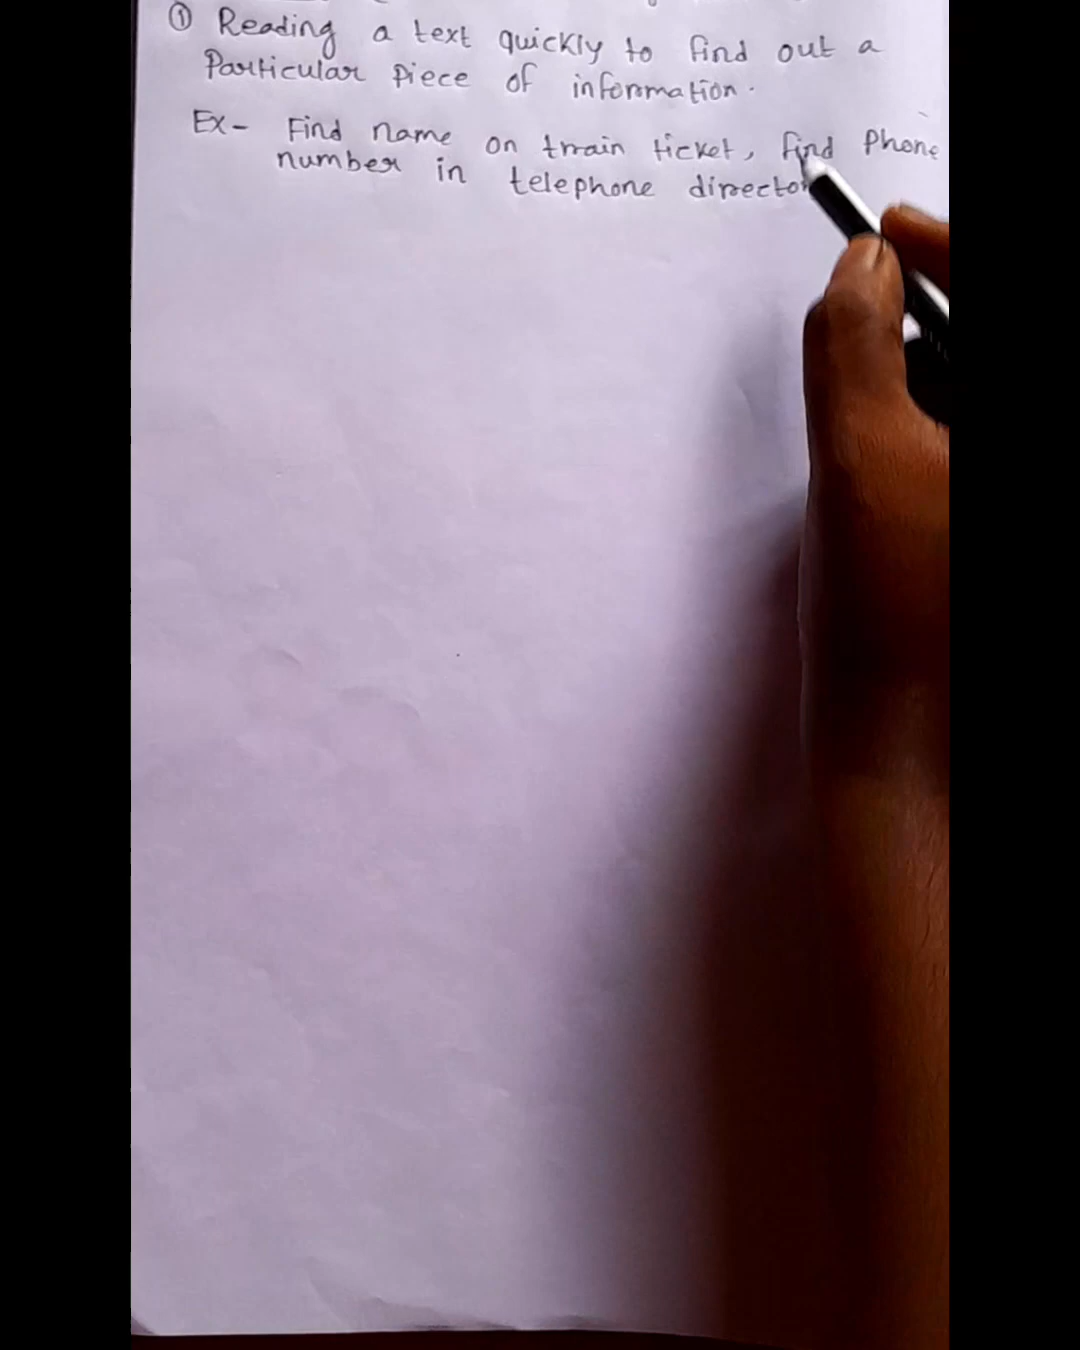 ① Reading a text quickly to find out a
Particular Piece of information.
Ex- Find name on train ticket, find Phone
number in telephone director